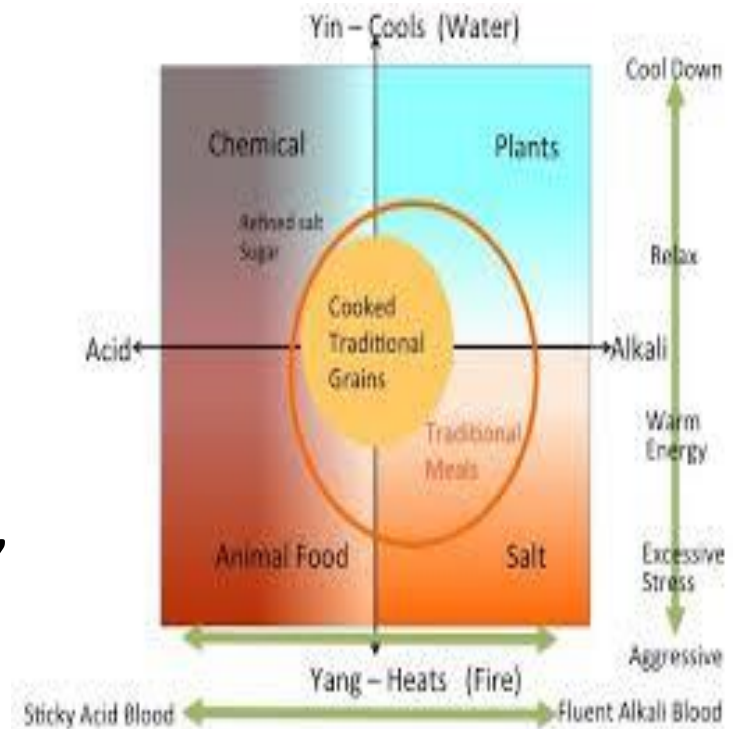 Yin – Cools (Water)
Cool Down
Chemical
Plants
Refined salt
Sugar
Relax
Cooked
Traditional
Grains
Acid
Alkali
Warm
Energy
Traditional
Meals
,
Animal Food
Salt
Excessive
Stress
Aggressive
Yang – Heats (Fire)
Sticky Acid Blood
Fluent Alkali Blood